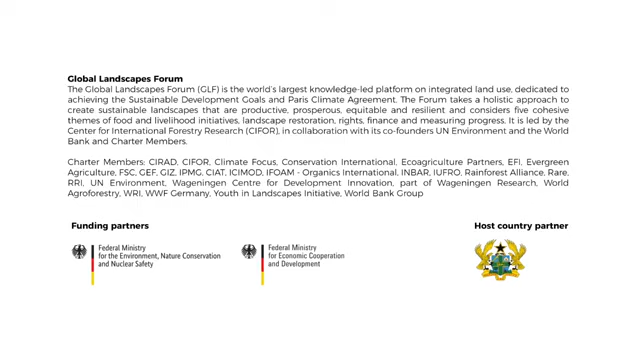 Global Landscapes Forum
The Global Landscapes Forum (GLF) is the world's largest knowledge-led platform on integrated land use, dedicated to
achieving the Sustainable Development Goals and Paris Climate Agreement. The Forum takes a holistic approach to
create sustainable landscapes that are productive, prosperous, equitable and resilient and considers five cohesive
themes of food and livelihood initiatives, landscape restoration, rights, finance and measuring progress. It is led by the
Center for International Forestry Research (CIFOR), in collaboration with its co-founders UN Environment and the World
Bank and Charter Members.
Charter Members: CIRAD, CIFOR, Climate Focus, Conservation International, Ecoagriculture Partners, EFI, Evergreen
Agriculture, FSC, GEF, GIZ, IPMG, CIAT, ICIMOD, IFOAM - Organics International, INBAR, IUFRO, Rainforest Alliance, Rare,
RRI, UN Environment, Wageningen Centre for Development Innovation, part of Wageningen Research, World
Agroforestry, WRI, WWF Germany, Youth in Landscapes Initiative, World Bank Group
Funding partners
Host country partner
Federal Ministry
for the Environment, Nature Conservation
and Nuclear Safety
Federal Ministry
for Economic Cooperation
and Development